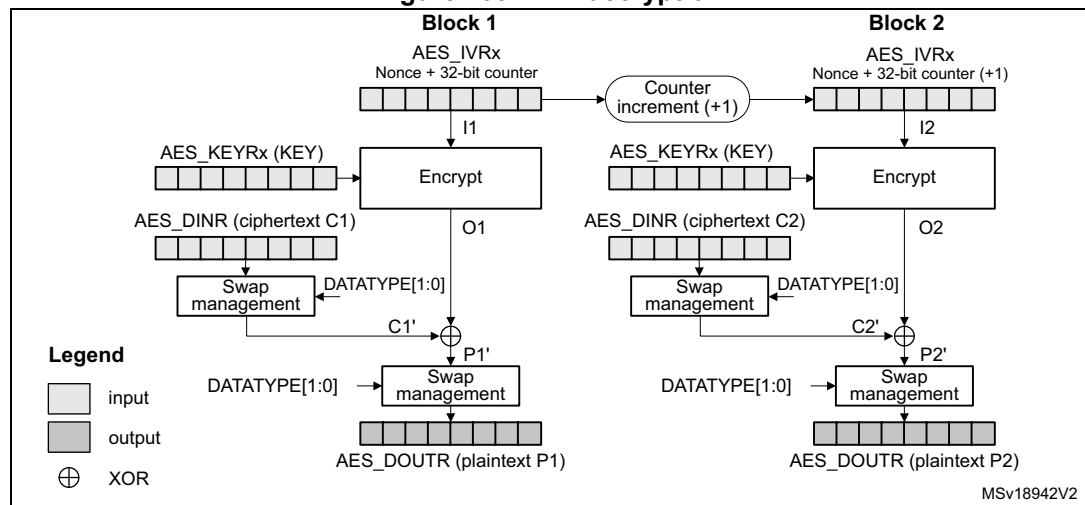 Block 1
Block 2
AES_IVRx
Nonce + 32-bit counter
AES_IVRx
Nonce + 32-bit counter (+1)
Counter
increment (+1)
I1
I2
AES_KEYRx (KEY)
Encrypt
AES_KEYRx (KEY)
Encrypt
AES_DINR (ciphertext C1)
O1
AES_DINR (ciphertext C2)
O2
Swap
management
DATATYPE[1:0]
Swap
management
DATATYPE[1:0]
C1'
C2'
Legend
P1'
P2'
input
DATATYPE[1:0]
Swap
management
DATATYPE[1:0]
Swap
management
output
AES_DOUTR (plaintext P1)
AES_DOUTR (plaintext P2)
XOR
MSv18942V2